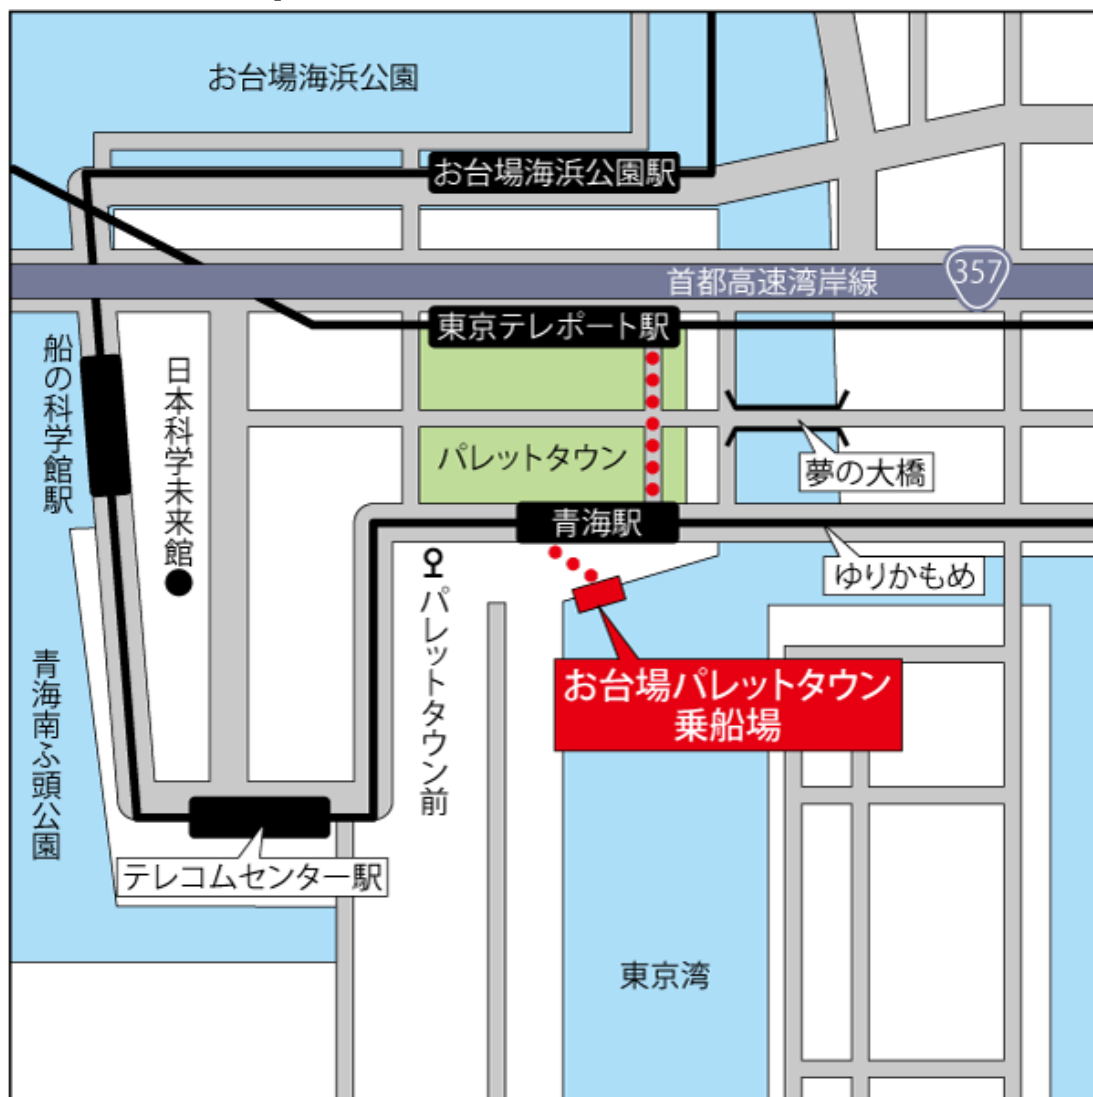 お台場海浜公園
お台場海浜公園駅
首都高速湾岸線
357
東京テレポート駅
船の科学館駅
日本科学未来館
パレットタウン
夢の大橋
青海駅
ゆりかもめ
パレットタウン前
青海南ふ頭公園
お台場パレットタウン
乗船場
テレコムセンター駅
東京湾